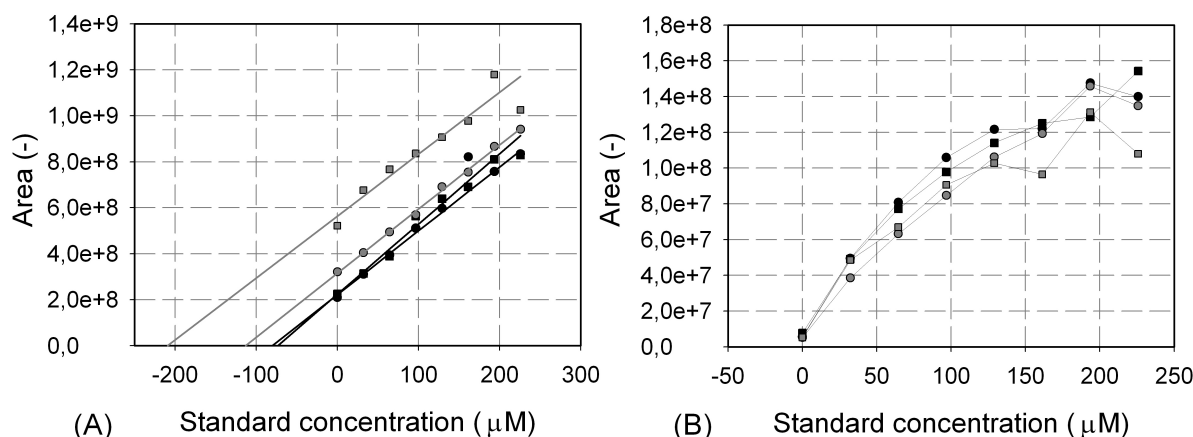 1,4e+9
1,2e+9
1,0e+9
8,0e+8
6,0e+8
4,0e+8
2,0e+8
0,0
Area (-)
-200 -100 0 100 200 300
(A) Standard concentration ( μM)
1,8e+8
1,6e+8
1,4e+8
1,2e+8
1,0e+8
8,0e+7
6,0e+7
4,0e+7
2,0e+7
0,0
Area (-)
-50 0 50 100 150 200 250
(B) Standard concentration ( μM)